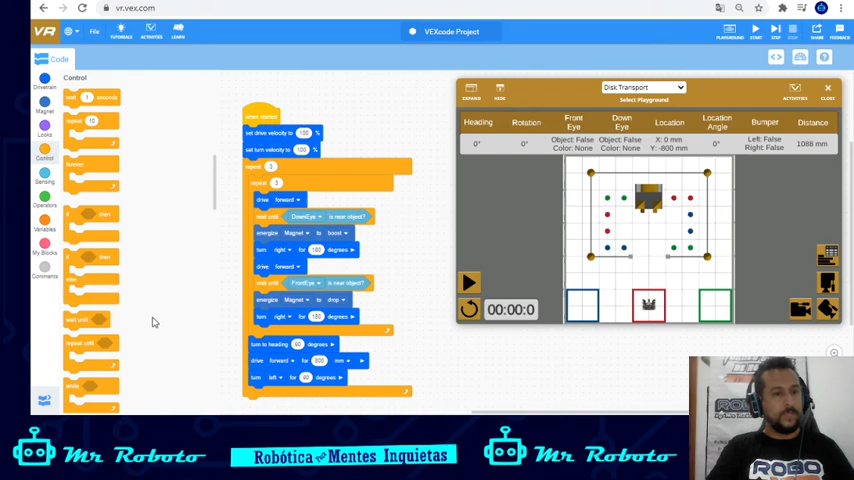 vr.vex.com
VR
File
TUTORIALS
ACTIVITIES
LEARN
VEXcode Project
PLAYGROUND
START
STEP
STOP
SHARE
FEEDBACK
Code
Drivetrain
Magnet
Looks
Control
Sensing
Operators
Variables
My Blocks
Comments
Control
wait 1 seconds
repeat 10
forever
if then
if then
else
wait until
repeat until
while
when started
set drive velocity to 100 %
set turn velocity to 100 %
repeat 3
repeat 3
drive forward
wait until DownEye is near object?
energize Magnet to boost
turn right for 180 degrees
drive forward
wait until FrontEye is near object?
energize Magnet to drop
turn right for 180 degrees
turn to heading 90 degrees
drive forward for 800 mm
turn left for 90 degrees
EXPAND
HIDE
Disk Transport
Select Playground
ACTIVITIES
CLOSE
Heading
Rotation
Front Eye
Down Eye
Location
Location Angle
Bumper
Distance
0°
0°
Object: False
Color: None
Object: False
Color: None
X: 0 mm
Y: -800 mm
0°
Left: False
Right: False
1088 mm
00:00:0
Mr Roboto
Robótica Para Mentes Inquietas
Mr Roboto